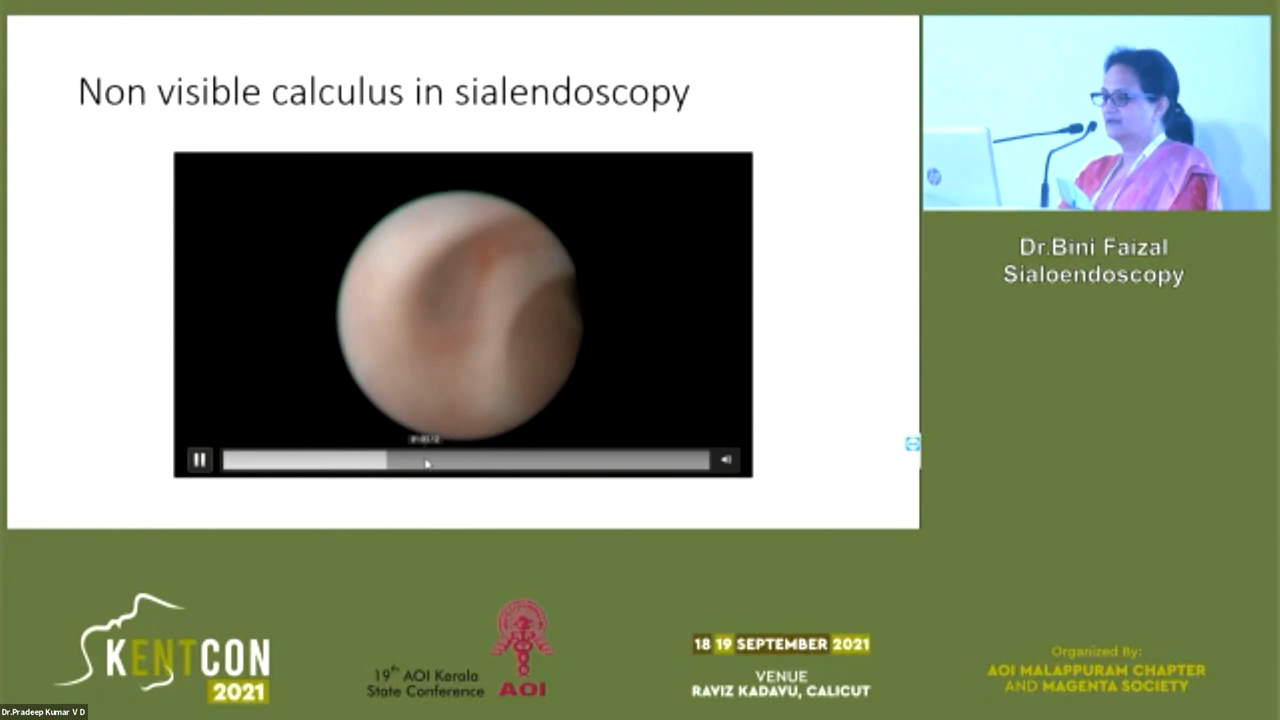 Non visible calculus in sialendoscopy
Dr.Bini Faizal
Sialoendoscopy
hp
KENTCON
2021
19th AOI Kerala
State Conference
AOI
18 19 SEPTEMBER 2021
VENUE
RAVIZ KADAVU, CALICUT
Organized By:
AOI MALAPPURAM CHAPTER
AND MAGENTA SOCIETY
Dr.Pradeep Kumar V D